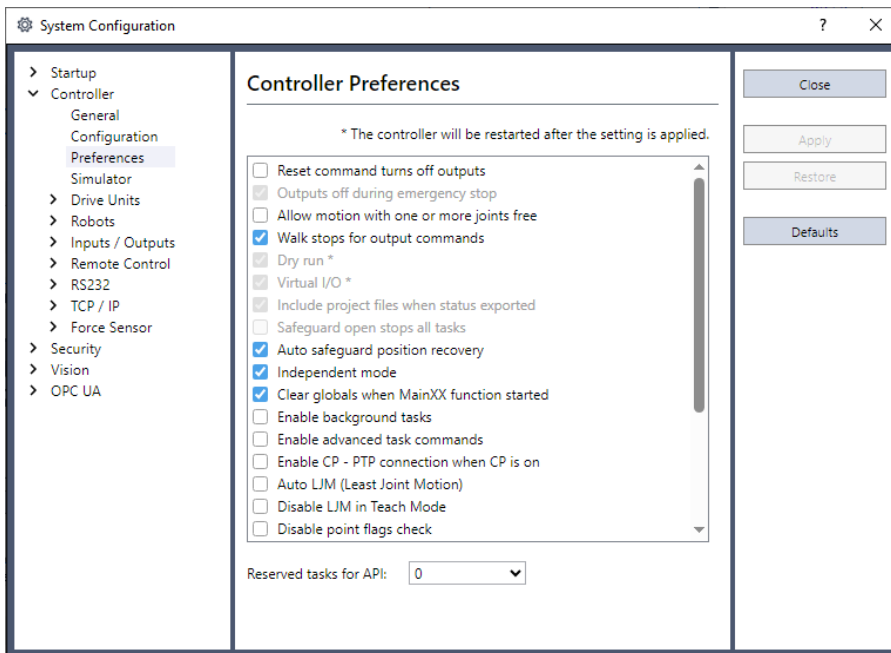 System Configuration
?
Startup
Controller
General
Configuration
Preferences
Simulator
Drive Units
Robots
Inputs / Outputs
Remote Control
RS232
TCP / IP
Force Sensor
Security
Vision
OPC UA
Controller Preferences
* The controller will be restarted after the setting is applied.
Reset command turns off outputs
Outputs off during emergency stop
Allow motion with one or more joints free
Walk stops for output commands
Dry run *
Virtual I/O *
Include project files when status exported
Safeguard open stops all tasks
Auto safeguard position recovery
Independent mode
Clear globals when MainXX function started
Enable background tasks
Enable advanced task commands
Enable CP - PTP connection when CP is on
Auto LJM (Least Joint Motion)
Disable LJM in Teach Mode
Disable point flags check
Reserved tasks for API: 0
Close
Apply
Restore
Defaults